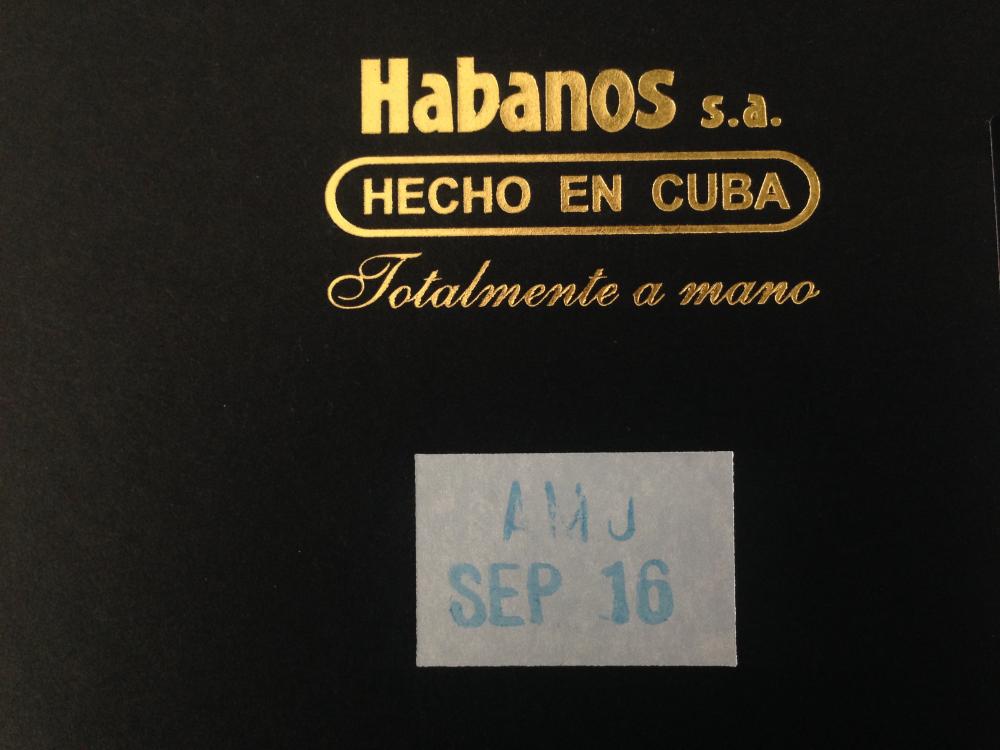 Habanos s.a.
HECHO EN CUBA
Totalmente a mano
AMJ
SEP 16